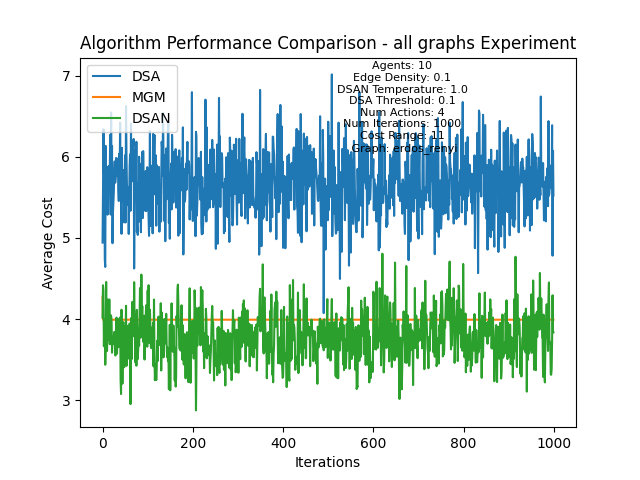 Algorithm Performance Comparison - all graphs Experiment
DSA
MGM
DSAN
Agents: 10
Edge Density: 0.1
DSAN Temperature: 1.0
DSA Threshold: 0.1
Num Actions: 4
Num Iterations: 1000
Cost Range: 11
Graph: erdos_renyi
Average Cost
7
6
5
4
3
0
200
400
600
800
1000
Iterations